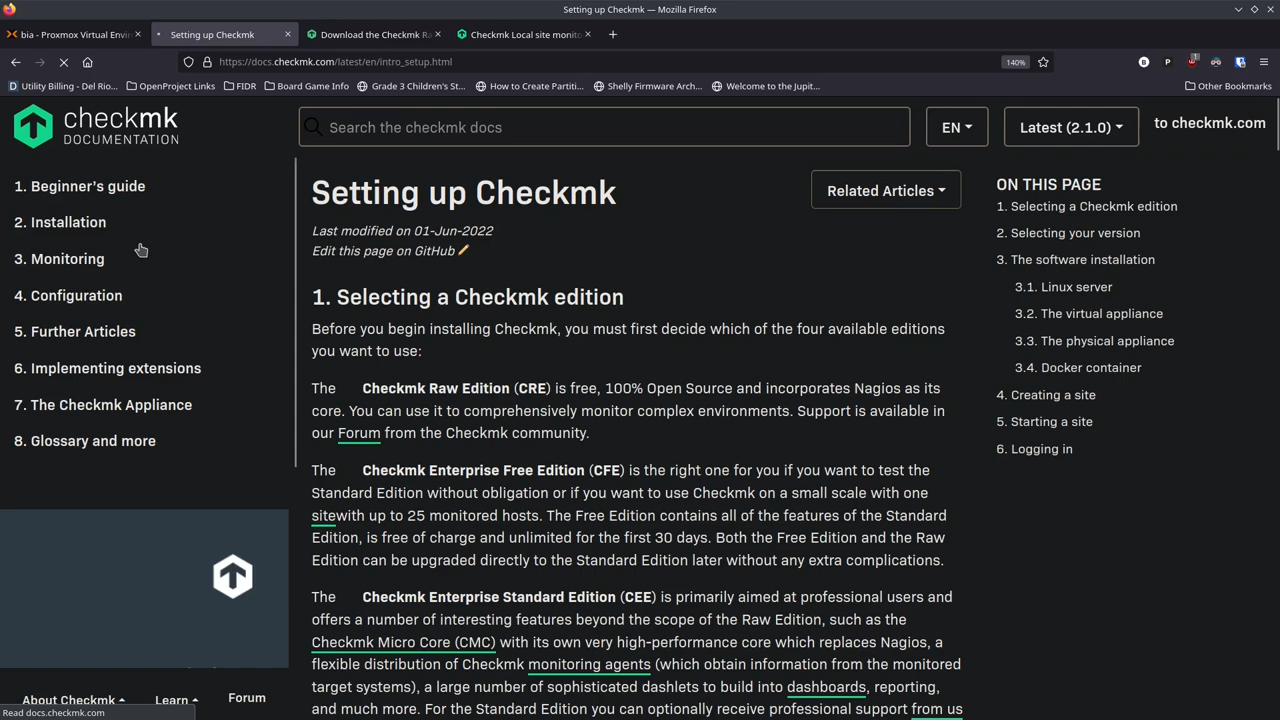 Setting up Checkmk — Mozilla Firefox
bia - Proxmox Virtual Envir
Setting up Checkmk
Download the Checkmk Ra
Checkmk Local site monito
https://docs.checkmk.com/latest/en/intro_setup.html
140%
1
Utility Billing - Del Rio...
OpenProject Links
FIDR
Board Game Info
Grade 3 Children's St...
How to Create Partiti...
Shelly Firmware Arch...
Welcome to the Jupit...
Other Bookmarks
checkmk
DOCUMENTATION
Search the checkmk docs
EN
Latest (2.1.0)
to checkmk.com
1. Beginner's guide
2. Installation
3. Monitoring
4. Configuration
5. Further Articles
6. Implementing extensions
7. The Checkmk Appliance
8. Glossary and more
About Checkmk
Learn
Forum
Read docs.checkmk.com
Setting up Checkmk
Related Articles
Last modified on 01-Jun-2022
Edit this page on GitHub
1. Selecting a Checkmk edition
Before you begin installing Checkmk, you must first decide which of the four available editions
you want to use:
The Checkmk Raw Edition (CRE) is free, 100% Open Source and incorporates Nagios as its
core. You can use it to comprehensively monitor complex environments. Support is available in
our Forum from the Checkmk community.
The Checkmk Enterprise Free Edition (CFE) is the right one for you if you want to test the
Standard Edition without obligation or if you want to use Checkmk on a small scale with one
sitewith up to 25 monitored hosts. The Free Edition contains all of the features of the Standard
Edition, is free of charge and unlimited for the first 30 days. Both the Free Edition and the Raw
Edition can be upgraded directly to the Standard Edition later without any extra complications.
The Checkmk Enterprise Standard Edition (CEE) is primarily aimed at professional users and
offers a number of interesting features beyond the scope of the Raw Edition, such as the
Checkmk Micro Core (CMC) with its own very high-performance core which replaces Nagios, a
flexible distribution of Checkmk monitoring agents (which obtain information from the monitored
target systems), a large number of sophisticated dashlets to build into dashboards, reporting,
and much more. For the Standard Edition you can optionally receive professional support from us
ON THIS PAGE
1. Selecting a Checkmk edition
2. Selecting your version
3. The software installation
3.1. Linux server
3.2. The virtual appliance
3.3. The physical appliance
3.4. Docker container
4. Creating a site
5. Starting a site
6. Logging in